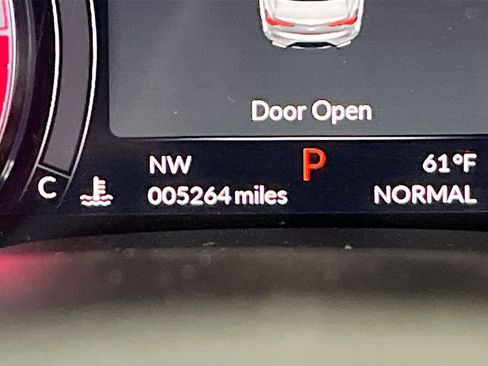 Door Open
NW P 61°F
C 005264 miles NORMAL